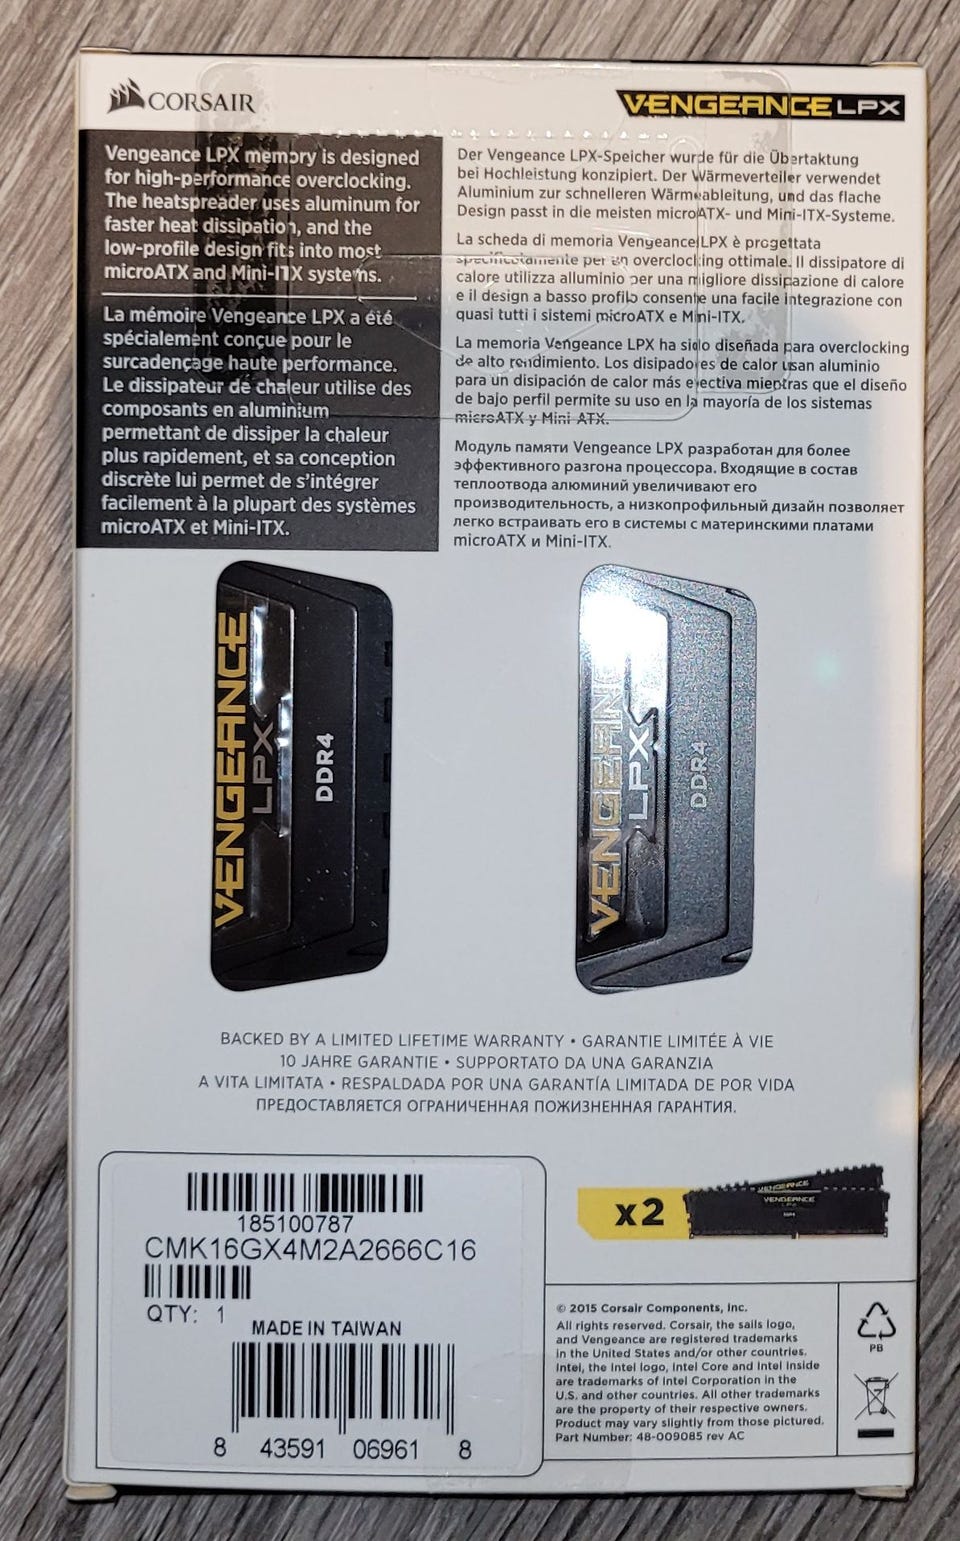 CORSAIR
VENGEANCE LPX
Vengeance LPX memory is designed
for high-performance overclocking.
The heatspreader uses aluminum for
faster heat dissipation, and the
low-profile design fits into most
microATX and Mini-ITX systems.
La mémoire Vengeance LPX a été
spécialement conçue pour le
surcadençage haute performance.
Le dissipateur de chaleur utilise des
composants en aluminium
permettant de dissiper la chaleur
plus rapidement, et sa conception
discrète lui permet de s'intégrer
facilement à la plupart des systèmes
microATX et Mini-ITX.
Der Vengeance LPX-Speicher wurde für die Übertaktung
bei Hochleistung konzipiert. Der Wärmeverteiler verwendet
Aluminium zur schnelleren Wärmeableitung, und das flache
Design passt in die meisten microATX- und Mini-ITX-Systeme.
La scheda di memoria Vengeance LPX è progettata
specificatamente per un overclocking ottimale. Il dissipatore di
calore utilizza alluminio per una migliore dissipazione di calore
e il design a basso profilo consente una facile integrazione con
quasi tutti i sistemi microATX e Mini-ITX.
La memoria Vengeance LPX ha sido diseñada para overclocking
de alto rendimiento. Los disipadores de calor usan aluminio
para un disipación de calor más efectiva mientras que el diseño
de bajo perfil permite su uso en la mayoría de los sistemas
microATX y Mini-ATX.
Модуль памяти Vengeance LPX разработан для более
эффективного разгона процессора. Входящие в состав
теплоотвода алюминий увеличивают его
производительность, а низкопрофильный дизайн позволяет
легко встраивать его в системы с материнскими платами
microATX и Mini-ITX.
VENGEANCE
LPX
DDR4
VENGEANCE
LPX
DDR4
BACKED BY A LIMITED LIFETIME WARRANTY • GARANTIE LIMITÉE À VIE
10 JAHRE GARANTIE • SUPPORTATO DA UNA GARANZIA
A VITA LIMITATA • RESPALDADA POR UNA GARANTÍA LIMITADA DE POR VIDA
ПРЕДОСТАВЛЯЕТСЯ ОГРАНИЧЕННАЯ ПОЖИЗНЕННАЯ ГАРАНТИЯ.
185100787
CMK16GX4M2A2666C16
QTY: 1
MADE IN TAIWAN
8 43591 06961 8
x2
VENGEANCE
VENGEANCE
LPX
DDR4
© 2015 Corsair Components, Inc.
All rights reserved. Corsair, the sails logo,
and Vengeance are registered trademarks
in the United States and/or other countries.
Intel, the Intel logo, Intel Core and Intel Inside
are trademarks of Intel Corporation in the
U.S. and other countries. All other trademarks
are the property of their respective owners.
Product may vary slightly from those pictured.
Part Number: 48-009085 rev AC
PB